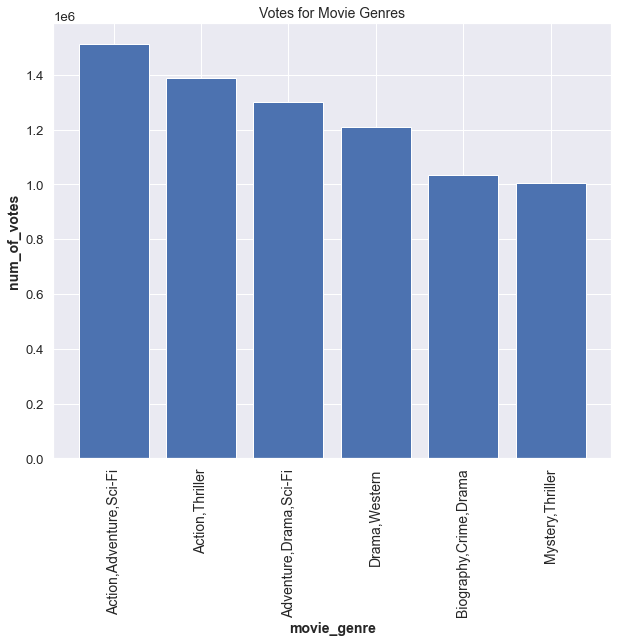 Votes for Movie Genres
1e6
1.4
1.2
1.0
0.8
0.6
0.4
0.2
0.0
num_of_votes
Action,Adventure,Sci-Fi
Action,Thriller
Adventure,Drama,Sci-Fi
Drama,Western
Biography,Crime,Drama
Mystery,Thriller
movie_genre